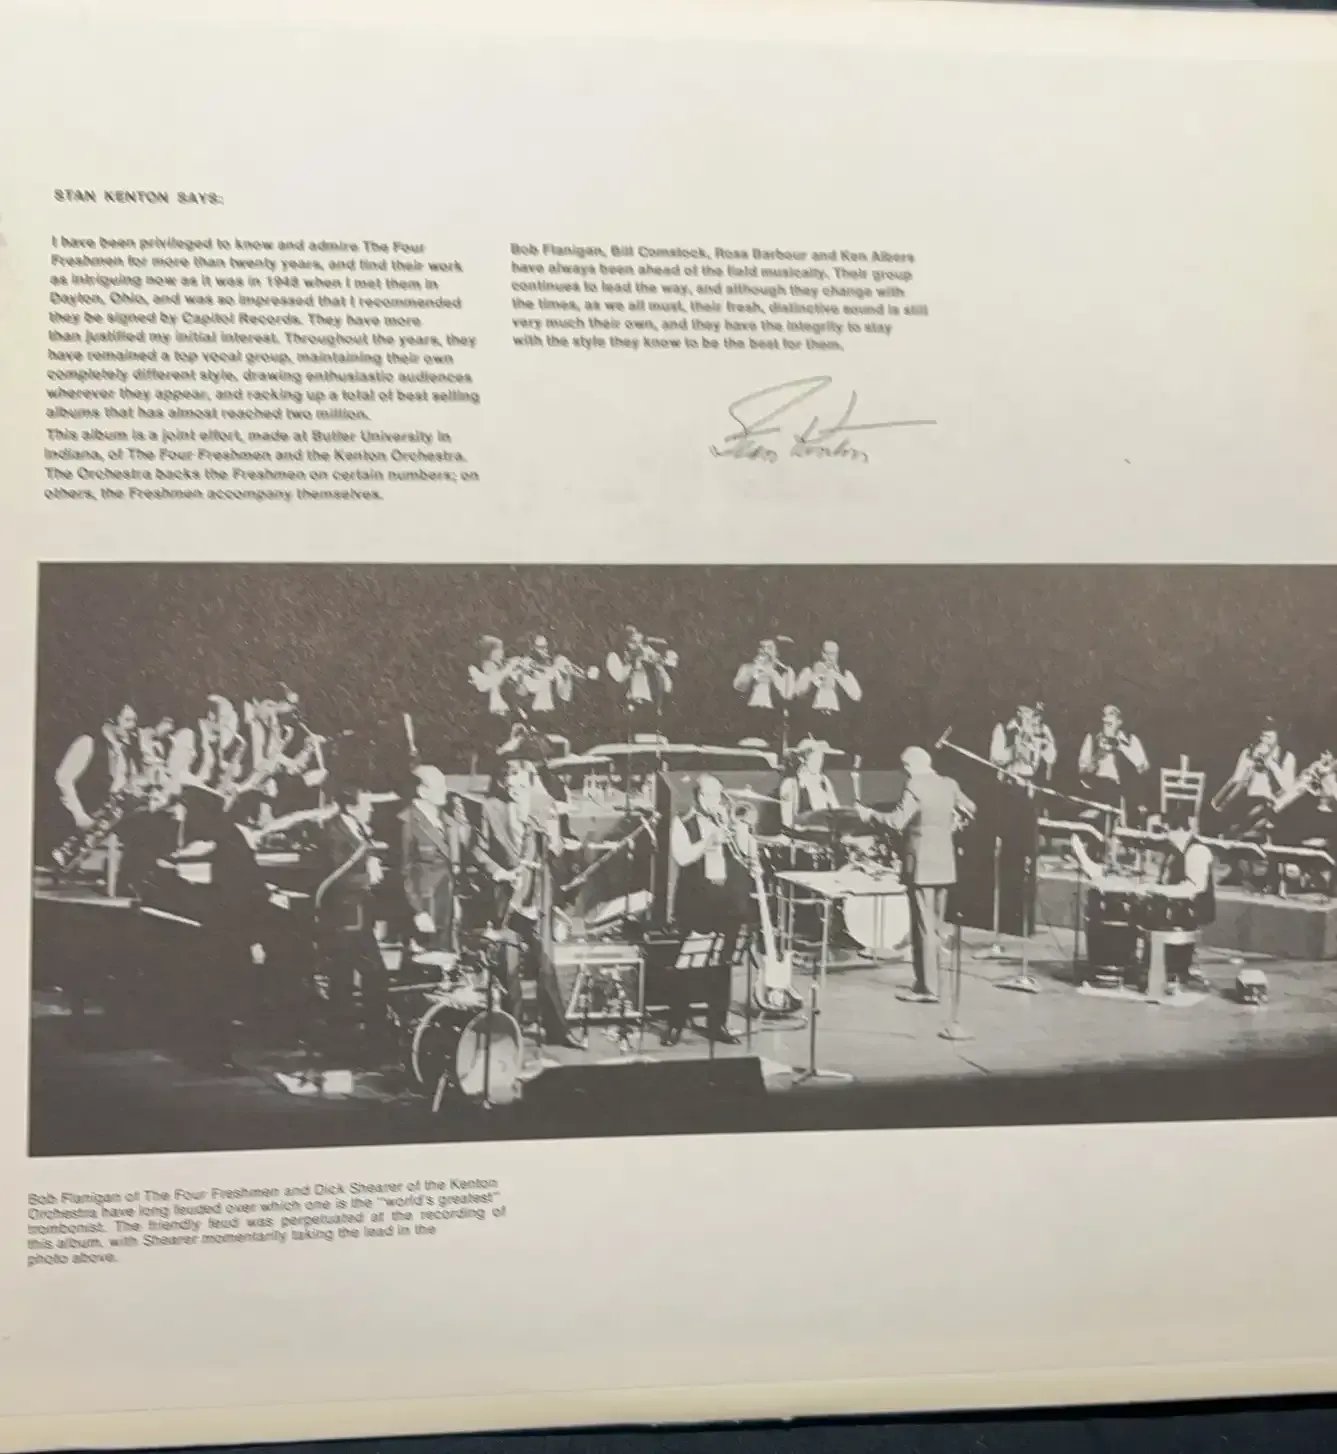 STAN KENTON SAYS:
I have been privileged to know and admire The Four
Freshmen for more than twenty years, and find their work
as intriguing now as it was in 1948 when I met them in
Dayton, Ohio, and was so impressed that I recommended
they be signed by Capitol Records. They have more
than justified my initial interest. Throughout the years, they
have remained a top vocal group, maintaining their own
completely different style, drawing enthusiastic audiences
wherever they appear, and racking up a total of best selling
albums that has almost reached two million.
This album is a joint effort, made at Butler University in
Indiana, of The Four Freshmen and the Kenton Orchestra.
The Orchestra backs the Freshmen on certain numbers; on
others, the Freshmen accompany themselves.
Bob Flanigan, Bill Comstock, Ross Barbour and Ken Albers
have always been ahead of the field musically. Their group
continues to lead the way, and although they change with
the times, as we all must, their fresh, distinctive sound is still
very much their own, and they have the integrity to stay
with the style they know to be the best for them.
Stan Kenton
Bob Flanigan of The Four Freshmen and Dick Shearer of the Kenton
Orchestra have long feuded over which one is the "world's greatest"
trombonist. The friendly feud was perpetuated at the recording of
this album, with Shearer momentarily taking the lead in the
photo above.